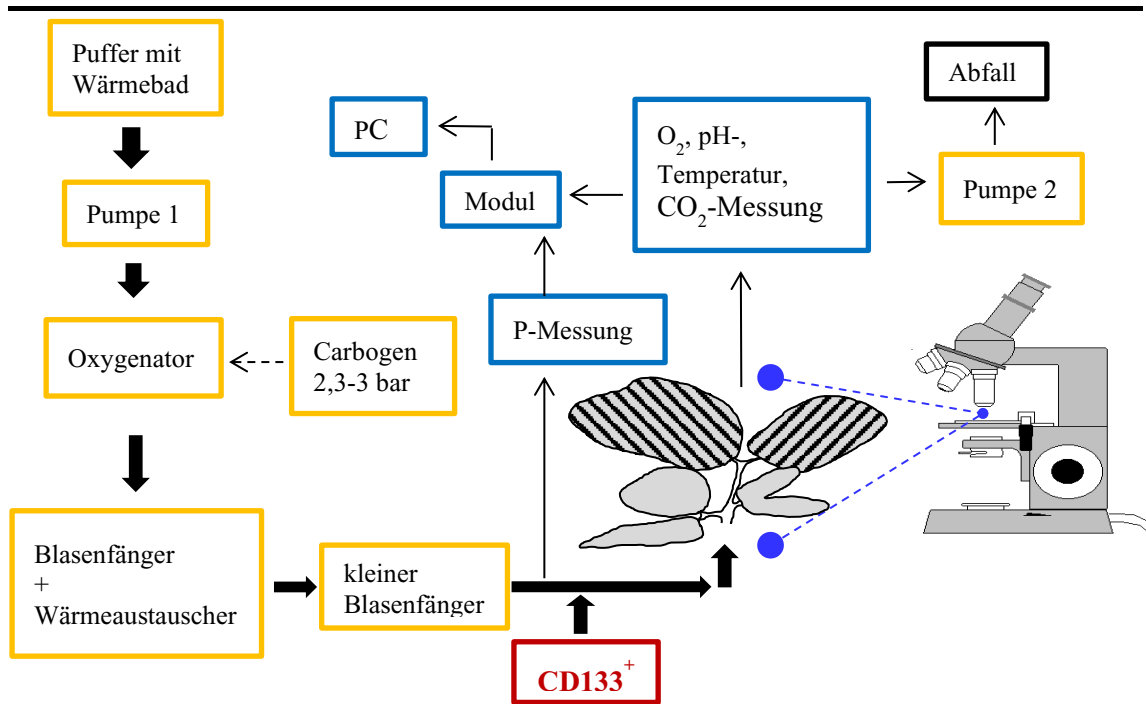 Puffer mit
Wärmebad
Abfall
PC
O₂, pH-,
Temperatur,
CO₂-Messung
Pumpe 1
Modul
Pumpe 2
Oxygenator
Carbogen
2,3-3 bar
P-Messung
Blasenfänger
+
Wärmeaustauscher
kleiner
Blasenfänger
CD133⁺